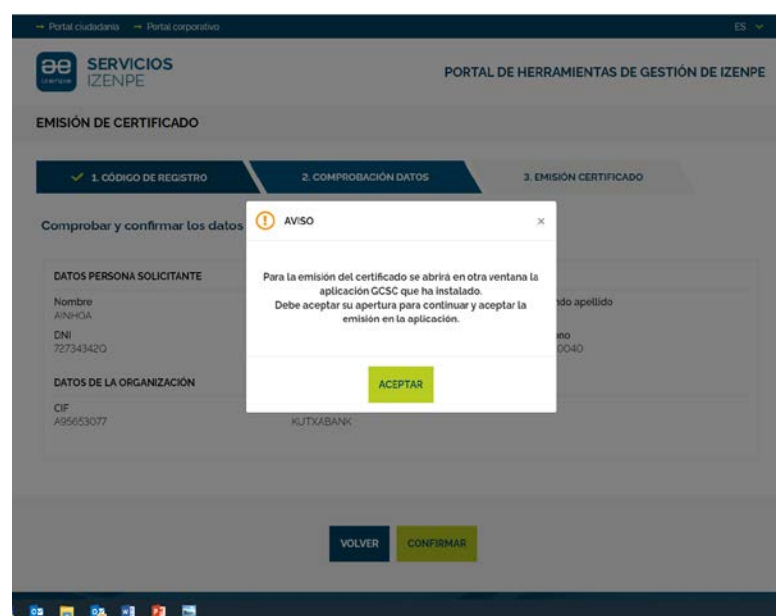 → Portal ciudadanía → Portal corporativo
ES
SERVICIOS
IZENPE
izenpe
PORTAL DE HERRAMIENTAS DE GESTIÓN DE IZENPE
EMISIÓN DE CERTIFICADO
1. CÓDIGO DE REGISTRO
2. COMPROBACIÓN DATOS
3. EMISIÓN CERTIFICADO
Comprobar y confirmar los datos
AVISO
×
Para la emisión del certificado se abrirá en otra ventana la
aplicación GCSC que ha instalado.
Debe aceptar su apertura para continuar y aceptar la
emisión en la aplicación.
ACEPTAR
DATOS PERSONA SOLICITANTE
Nombre
AINHOA
ndo apellido
DNI
72734342Q
ono
0040
DATOS DE LA ORGANIZACIÓN
CIF
A95653077
KUTXABANK
VOLVER
CONFIRMAR